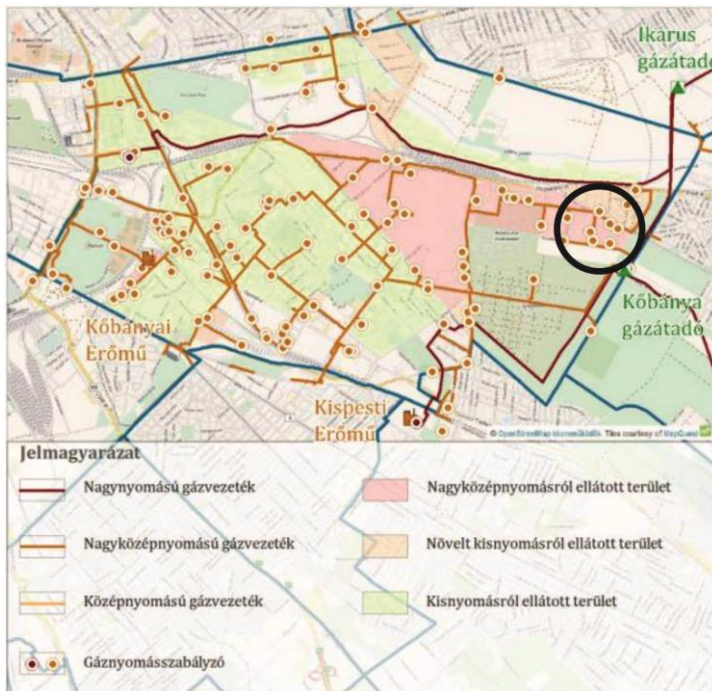 Ikarus
gázátadó
Kőbánya
gázátadó
Kőbányai
Erőmű
Kispesti
Erőmű
© OpenStreetMap közreműködők. Tiles courtesy of MapQuest
Jelmagyarázat
Nagynyomású gázvezeték
Nagyközépnyomásról ellátott terület
Nagyközépnyomású gázvezeték
Növelt kisnyomásról ellátott terület
Középnyomású gázvezeték
Kisnyomásról ellátott terület
Gáznyomásszabályzó